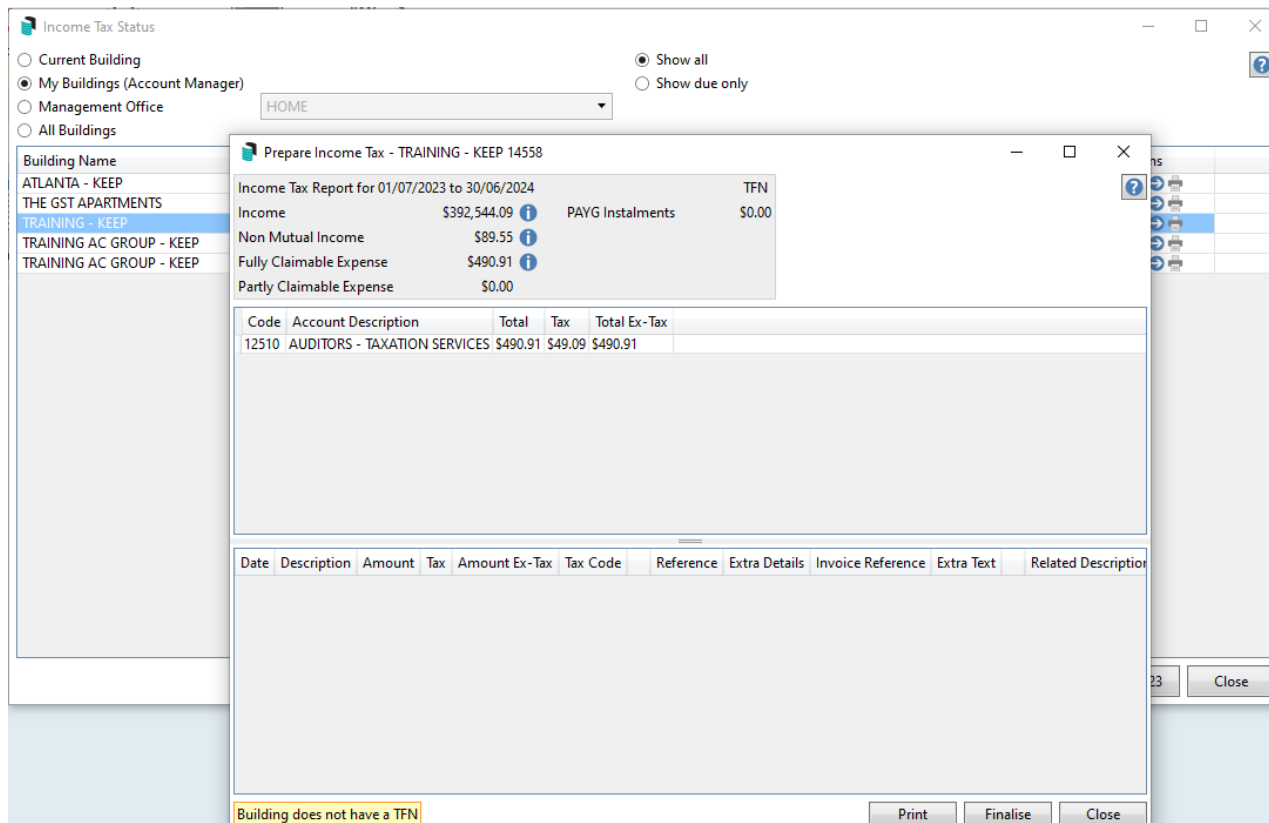 Income Tax Status
Current Building
My Buildings (Account Manager)
Management Office
All Buildings
HOME
Show all
Show due only
?
Building Name
ATLANTA - KEEP
THE GST APARTMENTS
TRAINING - KEEP
TRAINING AC GROUP - KEEP
TRAINING AC GROUP - KEEP
ns
Prepare Income Tax - TRAINING - KEEP 14558
Income Tax Report for 01/07/2023 to 30/06/2024 TFN
Income $392,544.09 PAYG Instalments $0.00
Non Mutual Income $89.55
Fully Claimable Expense $490.91
Partly Claimable Expense $0.00
?
Code Account Description Total Tax Total Ex-Tax
12510 AUDITORS - TAXATION SERVICES $490.91 $49.09 $490.91
Date Description Amount Tax Amount Ex-Tax Tax Code Reference Extra Details Invoice Reference Extra Text Related Description
Building does not have a TFN
Print Finalise Close
23 Close